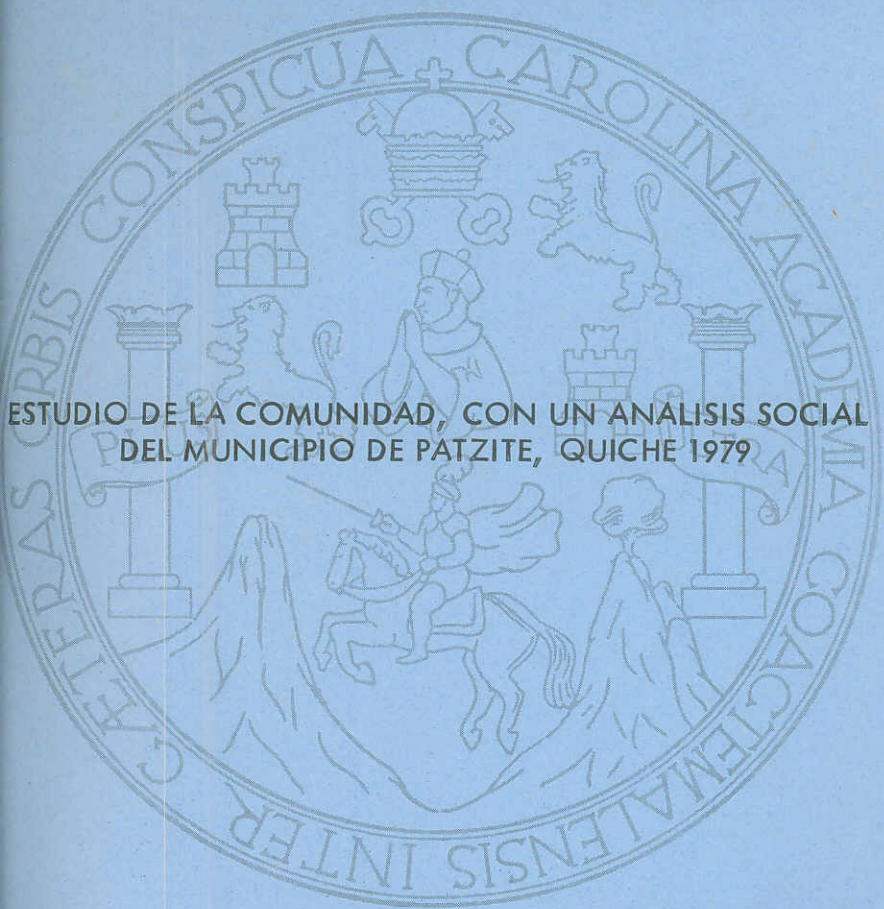 CAROLINA ACADEMIA COACTEMALENSIS INTER CÆTERAS ORBIS CONSPICUA
ESTUDIO DE LA COMUNIDAD, CON UN ANALISIS SOCIAL
DEL MUNICIPIO DE PATZITE, QUICHE 1979